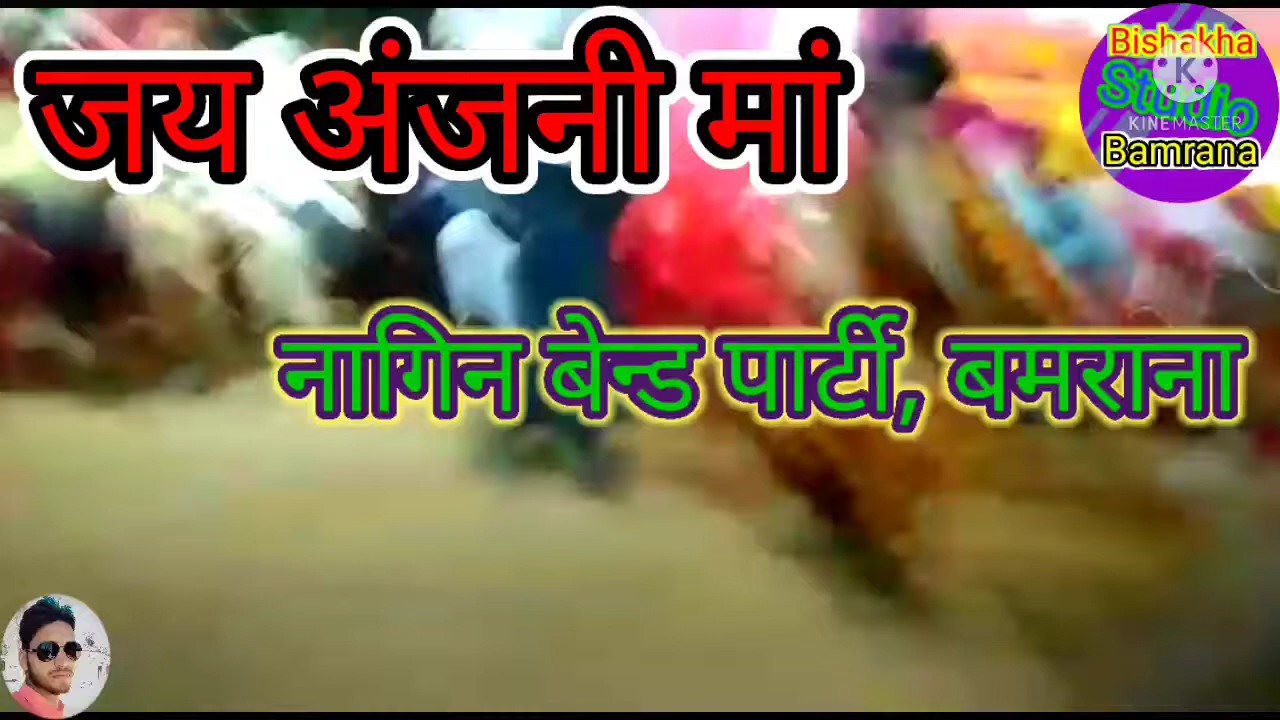 जय अंजनी मां
Bishakha
Studio
KINEMASTER
Bamrana
नागिन बेन्ड पार्टी, बमराना